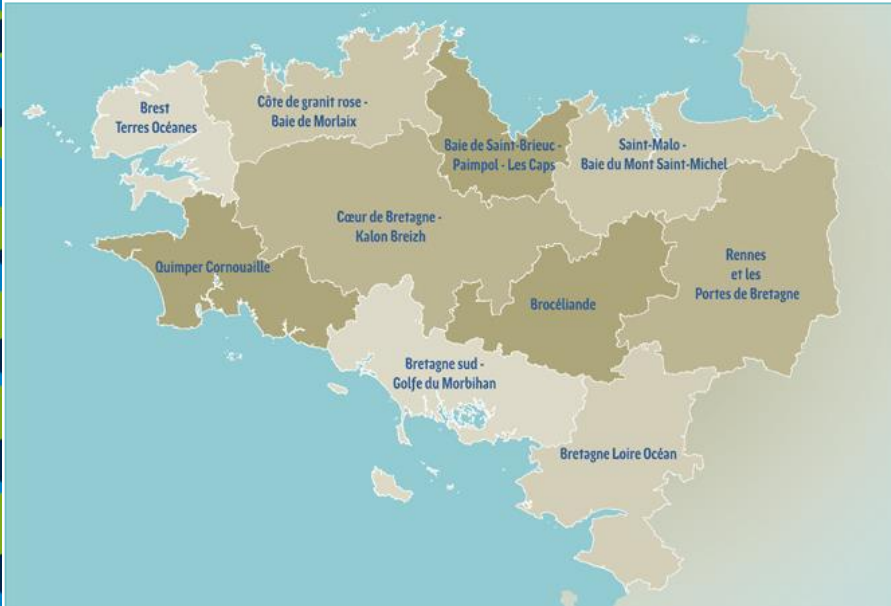 Brest
Terres Océanes
Côte de granit rose -
Baie de Morlaix
Baie de Saint-Brieuc -
Paimpol - Les Caps
Saint-Malo -
Baie du Mont Saint-Michel
Cœur de Bretagne -
Kalon Breizh
Quimper Cornouaille
Rennes
et les
Portes de Bretagne
Brocéliande
Bretagne sud -
Golfe du Morbihan
Bretagne Loire Océan